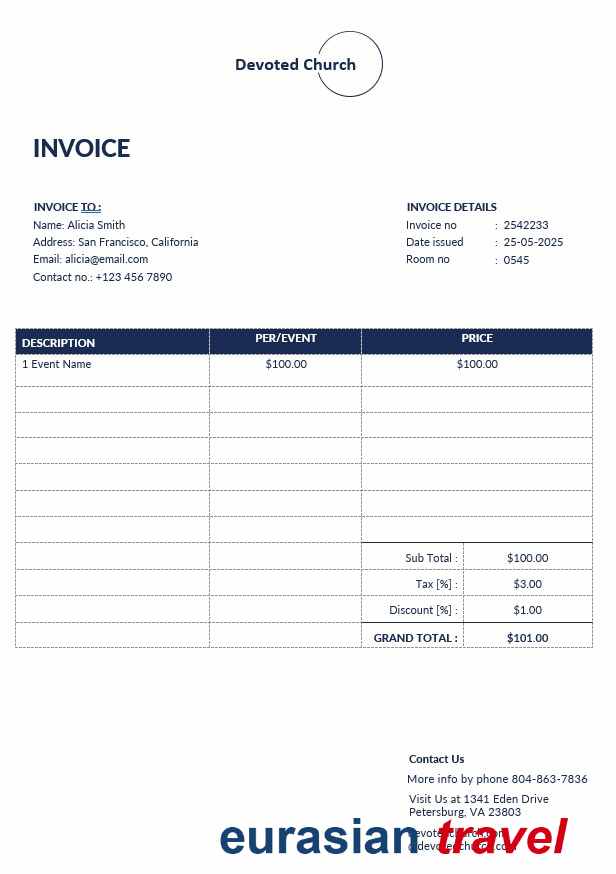 Devoted Church
INVOICE
INVOICE TO :
Name: Alicia Smith
Address: San Francisco, California
Email: alicia@email.com
Contact no.: +123 456 7890
INVOICE DETAILS
Invoice no : 2542233
Date issued : 25-05-2025
Room no : 0545
DESCRIPTION PER/EVENT PRICE
1 Event Name $100.00 $100.00
Sub Total : $100.00
Tax [%] : $3.00
Discount [%] : $1.00
GRAND TOTAL : $101.00
Contact Us
More info by phone 804-863-7836
Visit Us at 1341 Eden Drive
Petersburg, VA 23803
eurasian travel